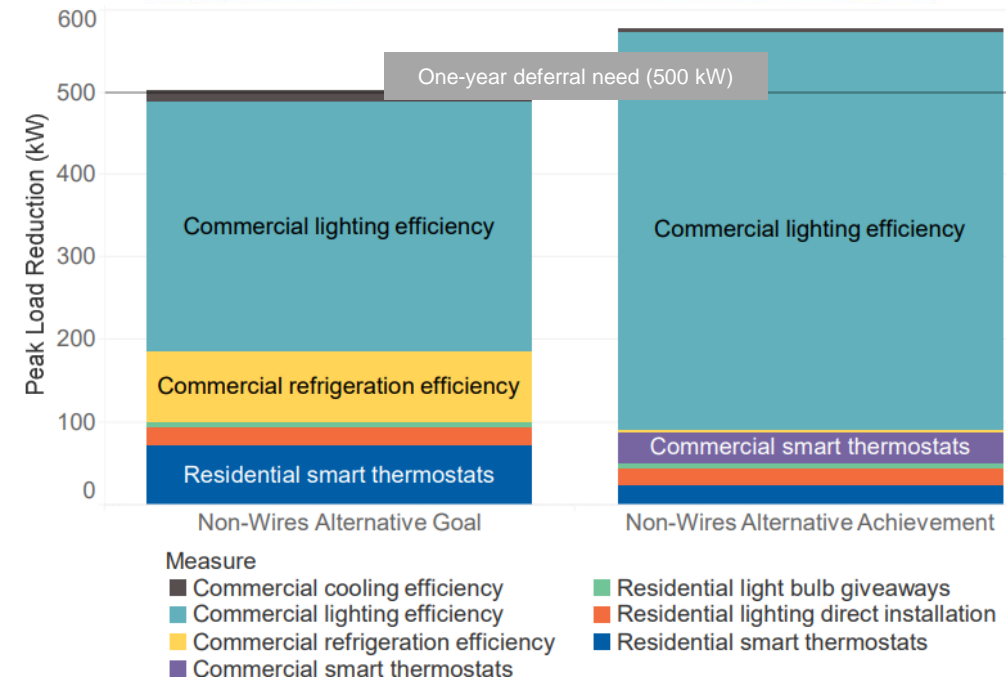 600
One-year deferral need (500 kW)
500
400
300
200
100
0
Peak Load Reduction (kW)
Commercial lighting efficiency
Commercial refrigeration efficiency
Residential smart thermostats
Commercial lighting efficiency
Commercial smart thermostats
Non-Wires Alternative Goal
Non-Wires Alternative Achievement
Measure
Commercial cooling efficiency
Commercial lighting efficiency
Commercial refrigeration efficiency
Commercial smart thermostats
Residential light bulb giveaways
Residential lighting direct installation
Residential smart thermostats